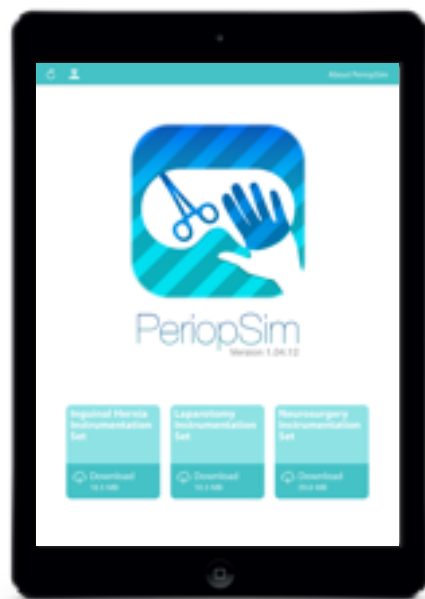 About PeriopSim
PeriopSim
Version 1.04.12
Inguinal Hernia
Instrumentation
Set
Download
Laparotomy
Instrumentation
Set
Download
Neurosurgery
Instrumentation
Set
Download